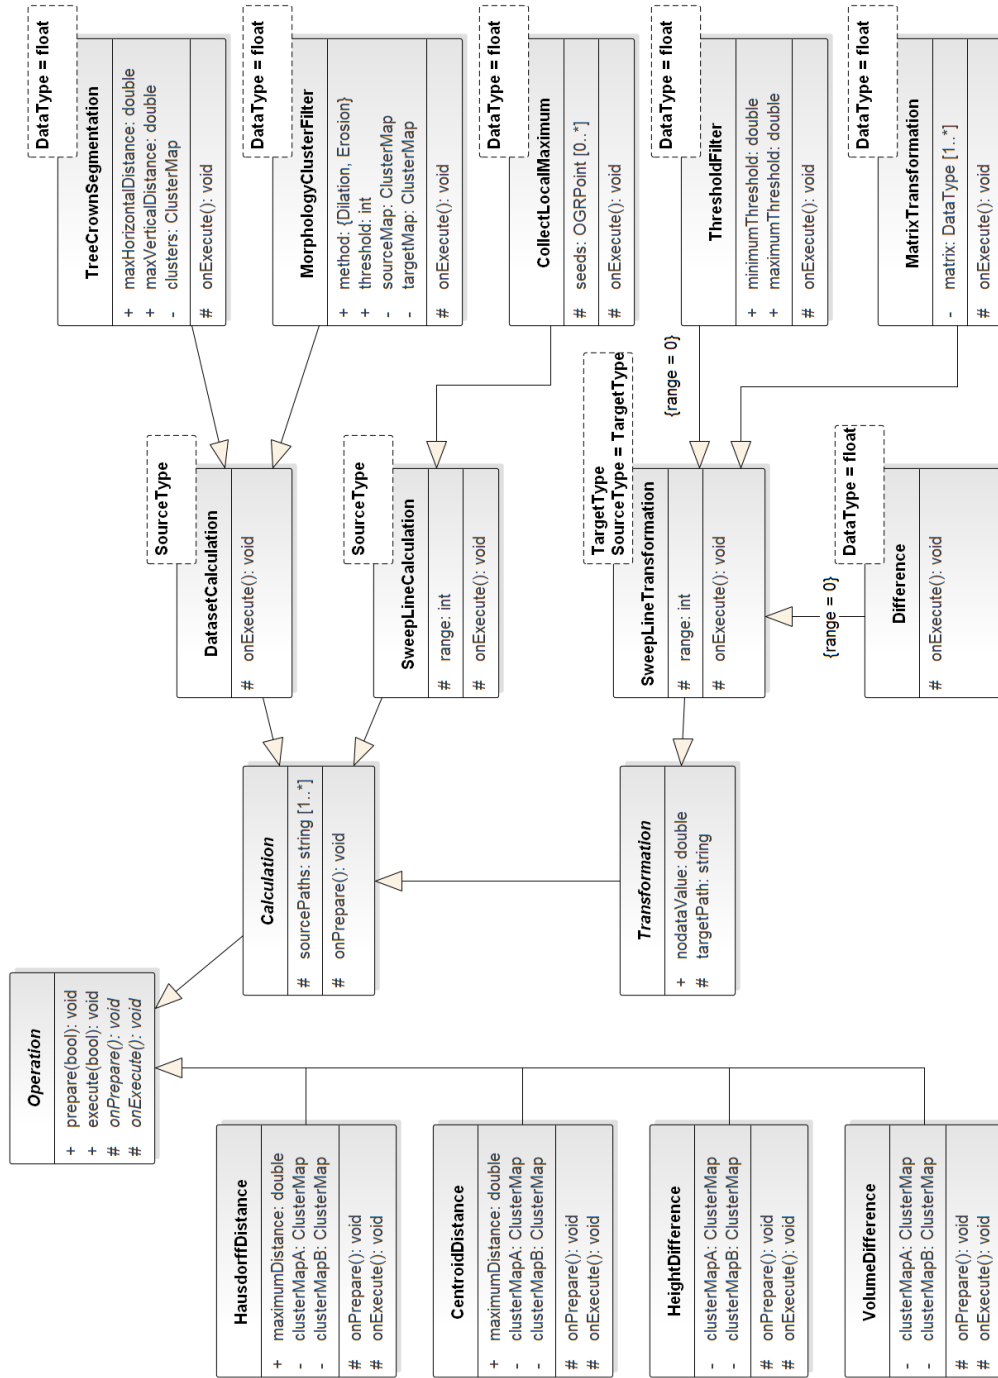 Operation
+ prepare(bool): void
+ execute(bool): void
# onPrepare(): void
# onExecute(): void
HausdorffDistance
+ maximumDistance: double
- clusterMapA: ClusterMap
- clusterMapB: ClusterMap
# onPrepare(): void
# onExecute(): void
CentroidDistance
+ maximumDistance: double
- clusterMapA: ClusterMap
- clusterMapB: ClusterMap
# onPrepare(): void
# onExecute(): void
HeightDifference
- clusterMapA: ClusterMap
- clusterMapB: ClusterMap
# onPrepare(): void
# onExecute(): void
VolumeDifference
- clusterMapA: ClusterMap
- clusterMapB: ClusterMap
# onPrepare(): void
# onExecute(): void
Calculation
# sourcePaths: string [1..*]
# onPrepare(): void
Transformation
+ nodataValue: double
# targetPath: string
SourceType
DatasetCalculation
# onExecute(): void
SourceType
SweepLineCalculation
# range: int
# onExecute(): void
TargetType
SourceType = TargetType
SweepLineTransformation
# range: int
# onExecute(): void
{range = 0}
DataType = float
Difference
# onExecute(): void
DataType = float
TreeCrownSegmentation
+ maxHorizontalDistance: double
+ maxVerticalDistance: double
- clusters: ClusterMap
# onExecute(): void
DataType = float
MorphologyClusterFilter
+ method: {Dilation, Erosion}
+ threshold: int
- sourceMap: ClusterMap
- targetMap: ClusterMap
# onExecute(): void
DataType = float
CollectLocalMaximum
# seeds: OGRPoint [0..*]
# onExecute(): void
{range = 0}
DataType = float
ThresholdFilter
+ minimumThreshold: double
+ maximumThreshold: double
# onExecute(): void
DataType = float
MatrixTransformation
- matrix: DataType [1..*]
# onExecute(): void